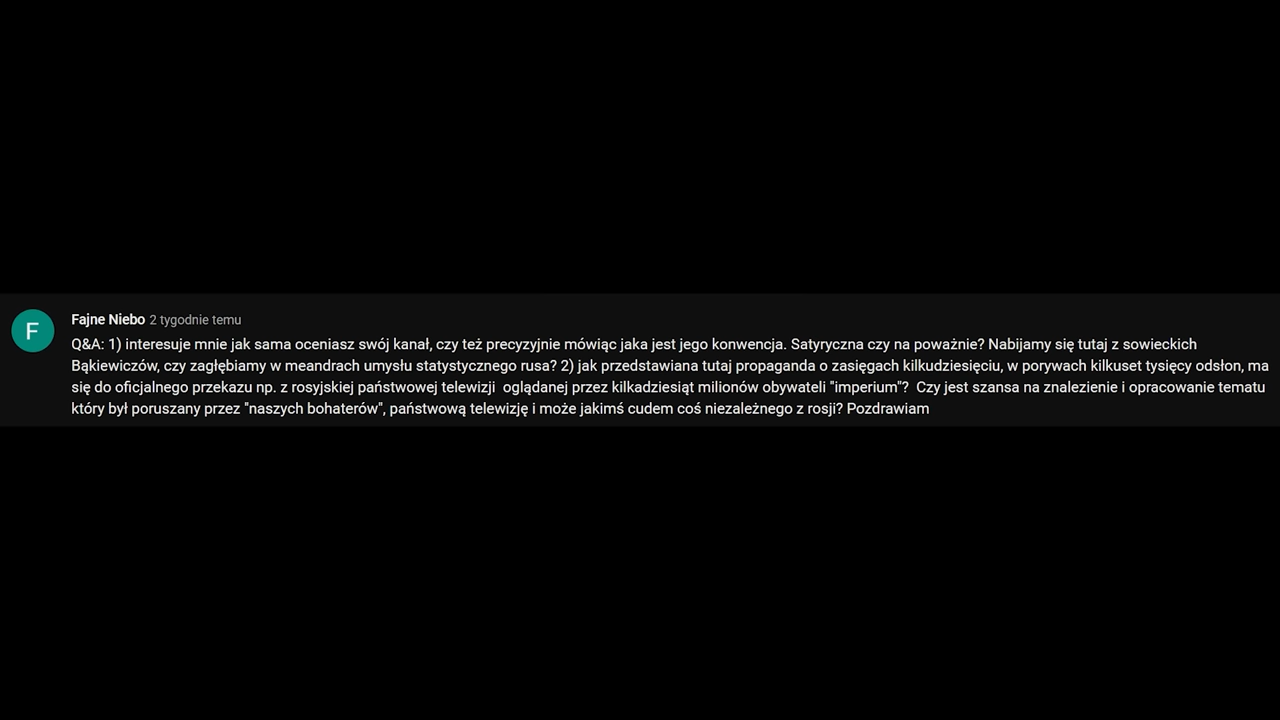 F
Fajne Niebo 2 tygodnie temu
Q&A: 1) interesuje mnie jak sama oceniasz swój kanał, czy też precyzyjnie mówiąc jaka jest jego konwencja. Satyryczna czy na poważnie? Nabijamy się tutaj z sowieckich
Bąkiewiczów, czy zagłębiamy w meandrach umysłu statystycznego rusa? 2) jak przedstawiana tutaj propaganda o zasięgach kilkudziesięciu, w porywach kilkuset tysięcy odsłon, ma
się do oficjalnego przekazu np. z rosyjskiej państwowej telewizji  oglądanej przez kilkadziesiąt milionów obywateli "imperium"?  Czy jest szansa na znalezienie i opracowanie tematu
który był poruszany przez "naszych bohaterów", państwową telewizję i może jakimś cudem coś niezależnego z rosji? Pozdrawiam